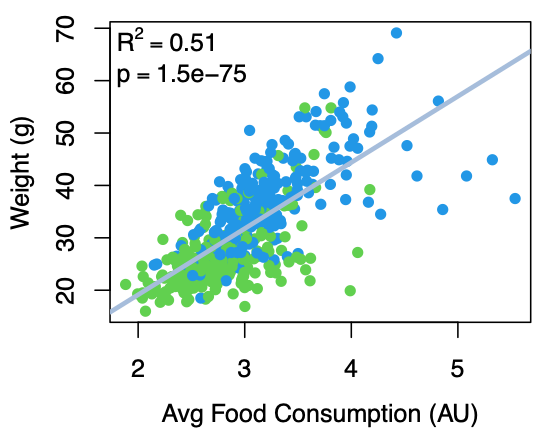 R² = 0.51
p = 1.5e−75
Weight (g)
70
60
50
40
30
20
2 3 4 5
Avg Food Consumption (AU)